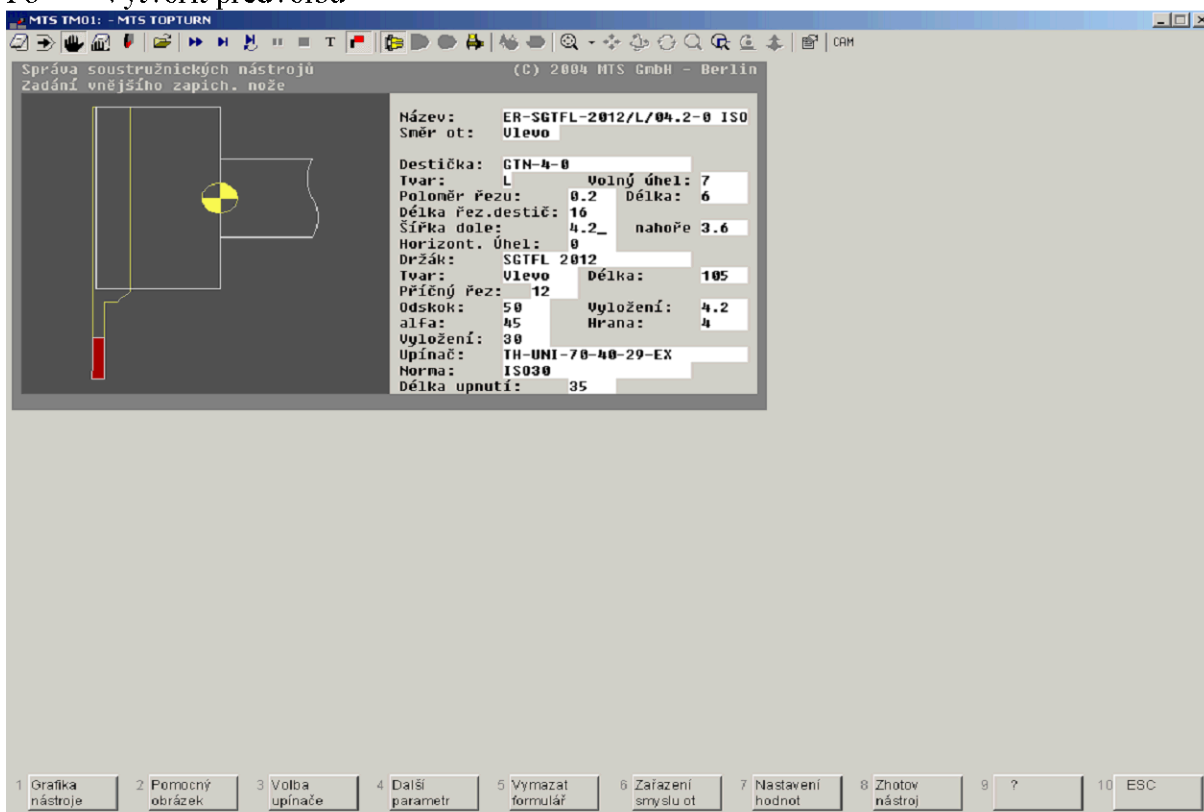 vytvořit předvolbu
MTS TM01: - MTS TOPTURN
T CAM
Správa soustružnických nástrojů (C) 2004 MTS GmbH - Berlin
Zadání vnějšího zapich. nože
Název: ER-SGTFL-2012/L/04.2-0 ISO
Směr ot: Vlevo
Destička: GTN-4-0
Tvar: L Volný úhel: 7
Poloměr řezu: 0.2 Délka: 6
Délka řez.destič: 16
Šířka dole: 4.2_ nahoře 3.6
Horizont. Úhel: 0
Držák: SGTFL 2012
Tvar: Vlevo Délka: 105
Příčný řez: 12
Odskok: 50 Vyložení: 4.2
alfa: 45 Hrana: 4
Vyložení: 30
Upínač: TH-UNI-70-40-29-EX
Norma: ISO30
Délka upnutí: 35
1 Grafika nástroje 2 Pomocný obrázek 3 Volba upínače 4 Další parametr 5 Vymazat formulář 6 Zařazení smyslu ot 7 Nastavení hodnot 8 Zhotov nástroj 9 ? 10 ESC